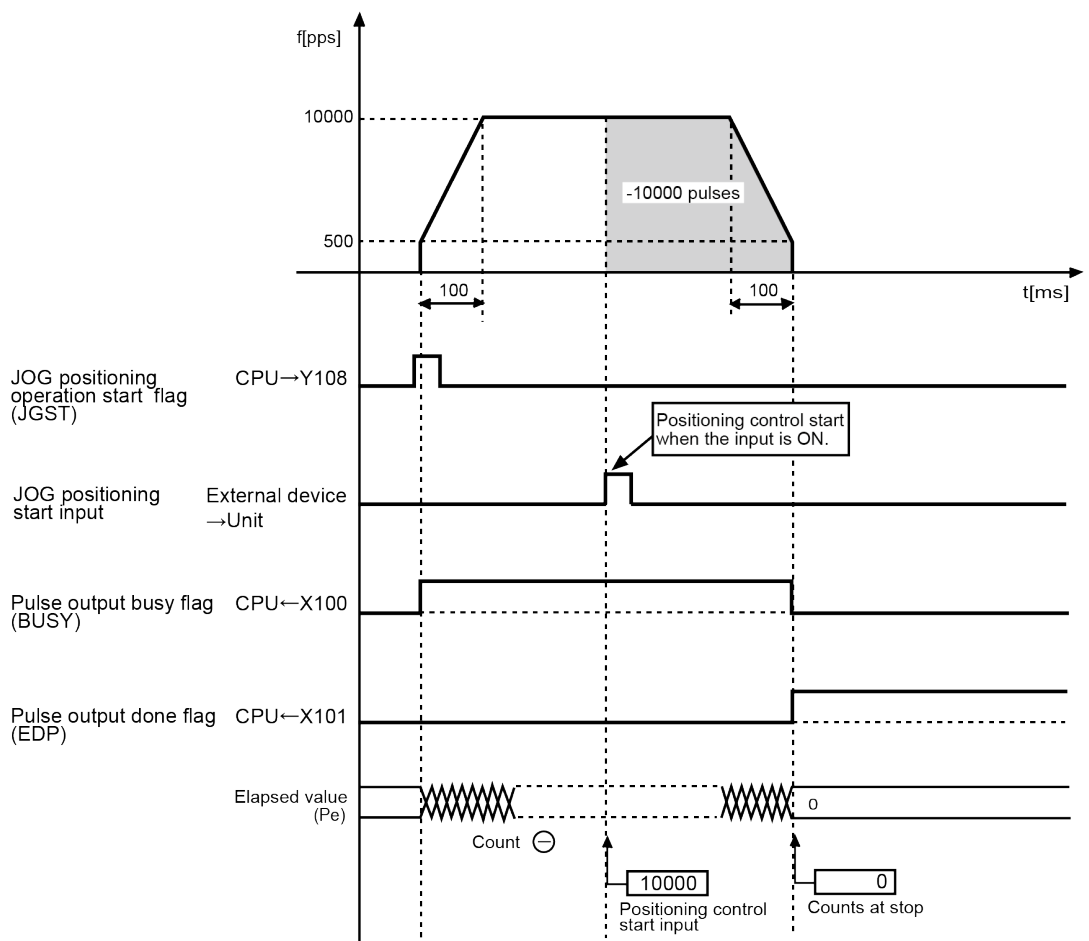 f[pps]
10000
-10000 pulses
500
100
100
t[ms]
JOG positioning
operation start flag
(JGST)
CPU→Y108
Positioning control start
when the input is ON.
JOG positioning
start input
External device
→Unit
Pulse output busy flag
(BUSY)
CPU←X100
Pulse output done flag
(EDP)
CPU←X101
Elapsed value
(Pe)
0
Count ⊖
10000
Positioning control
start input
0
Counts at stop